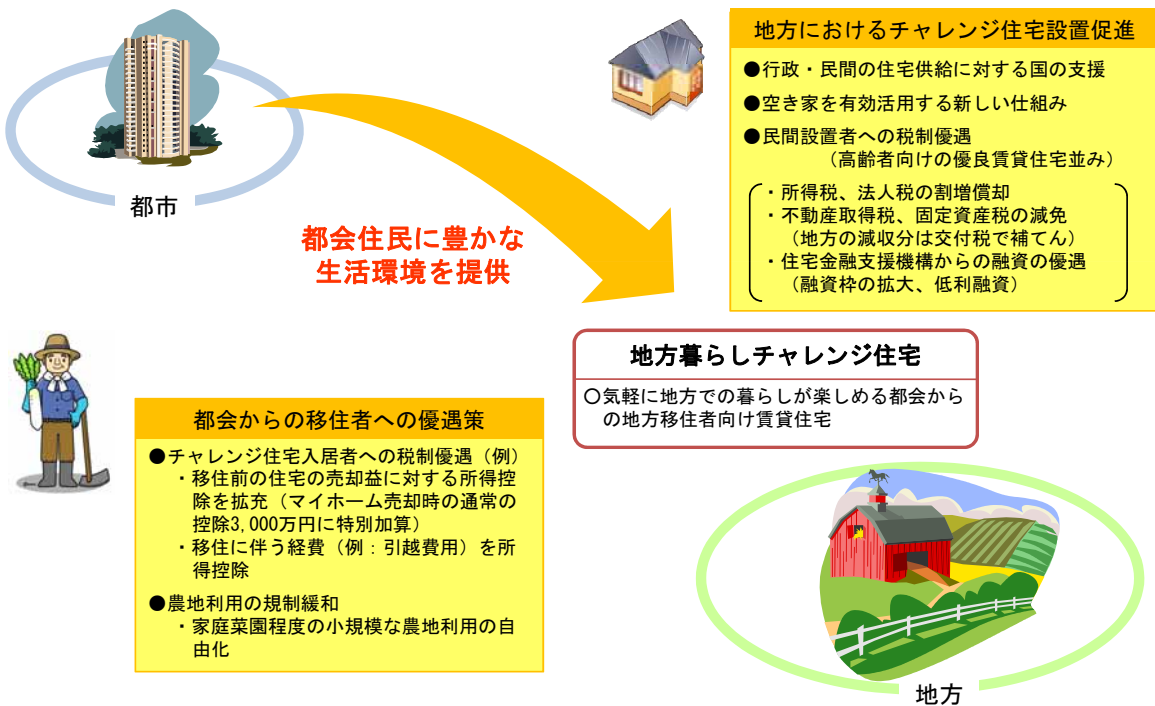 都市
都会住民に豊かな
生活環境を提供
地方におけるチャレンジ住宅設置促進
●行政・民間の住宅供給に対する国の支援
●空き家を有効活用する新しい仕組み
●民間設置者への税制優遇
（高齢者向けの優良賃貸住宅並み）
・所得税、法人税の割増償却
・不動産取得税、固定資産税の減免
（地方の減収分は交付税で補てん）
・住宅金融支援機構からの融資の優遇
（融資枠の拡大、低利融資）
地方暮らしチャレンジ住宅
○気軽に地方での暮らしが楽しめる都会から
の地方移住者向け賃貸住宅
都会からの移住者への優遇策
●チャレンジ住宅入居者への税制優遇（例）
・移住前の住宅の売却益に対する所得控
除を拡充（マイホーム売却時の通常の
控除3,000万円に特別加算）
・移住に伴う経費（例：引越費用）を所
得控除
●農地利用の規制緩和
・家庭菜園程度の小規模な農地利用の自
由化
地方